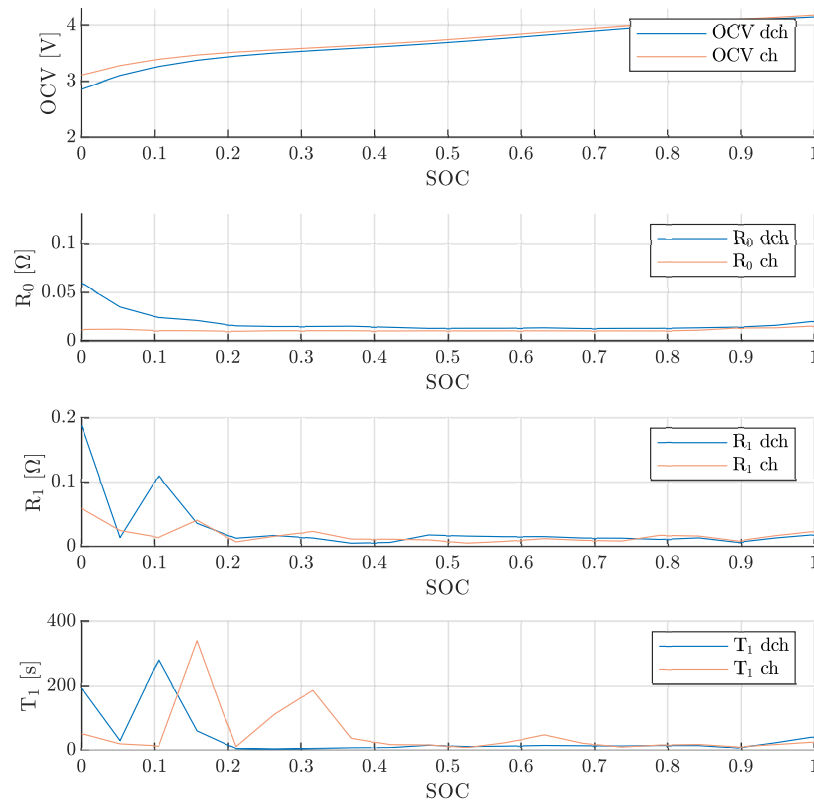 OCV [V]
4
3
2
OCV dch
OCV ch
0 0.1 0.2 0.3 0.4 0.5 0.6 0.7 0.8 0.9 1
SOC
R₀ [Ω]
0.1
0.05
0
R₀ dch
R₀ ch
0 0.1 0.2 0.3 0.4 0.5 0.6 0.7 0.8 0.9 1
SOC
R₁ [Ω]
0.2
0.1
0
R₁ dch
R₁ ch
0 0.1 0.2 0.3 0.4 0.5 0.6 0.7 0.8 0.9 1
SOC
T₁ [s]
400
200
0
T₁ dch
T₁ ch
0 0.1 0.2 0.3 0.4 0.5 0.6 0.7 0.8 0.9 1
SOC